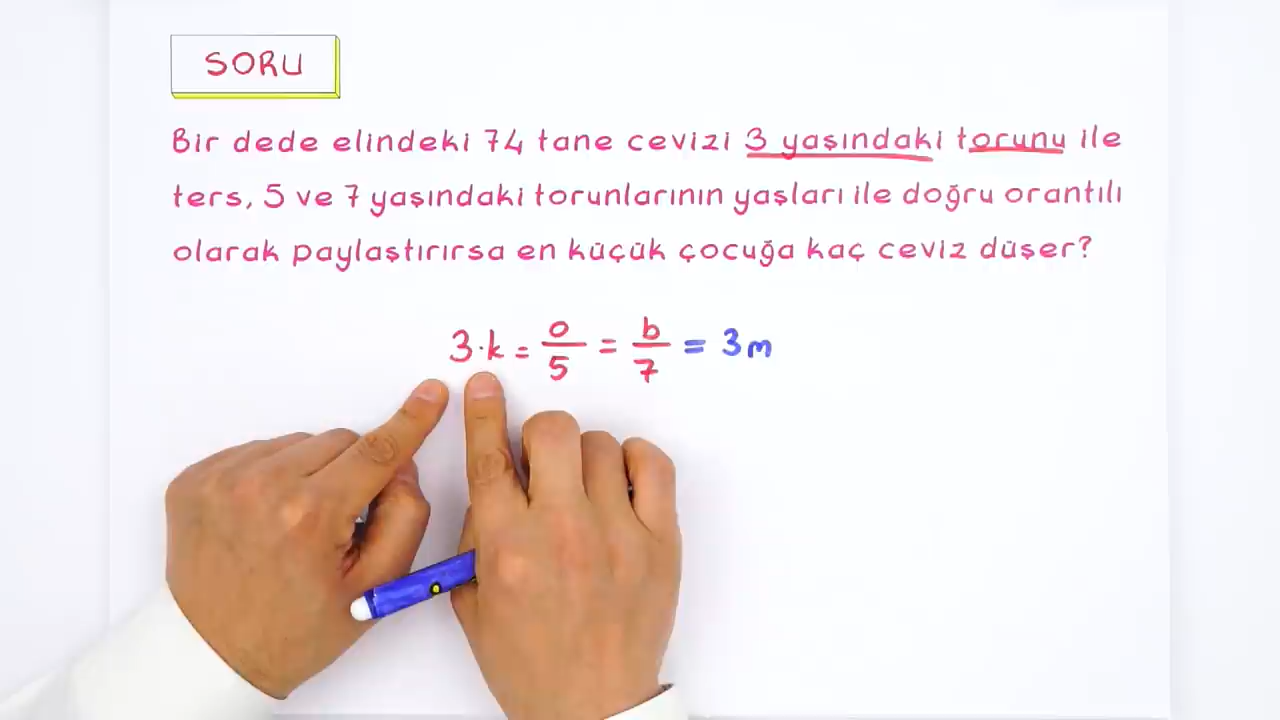 SORU
Bir dede elindeki 74 tane cevizi 3 yaşındaki torunu ile
ters, 5 ve 7 yaşındaki torunlarının yaşları ile doğru orantılı
olarak paylaştırırsa en küçük çocuğa kaç ceviz düşer?
3·k = o/5 = b/7 = 3m